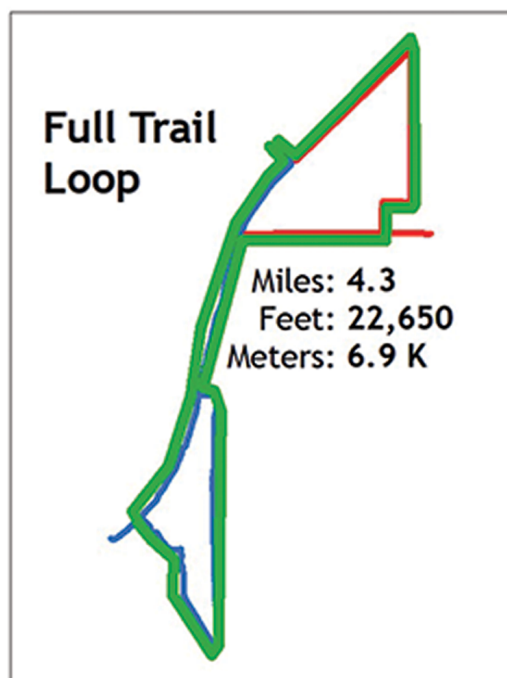 Full Trail
Loop
Miles: 4.3
Feet: 22,650
Meters: 6.9 K